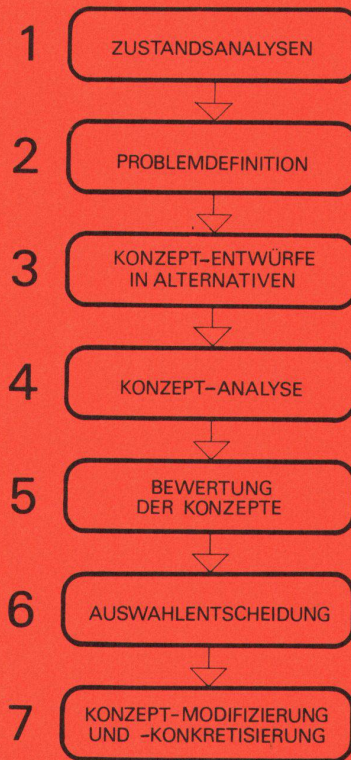 1 ZUSTANDSANALYSEN
2 PROBLEMDEFINITION
3 KONZEPT-ENTWÜRFE
IN ALTERNATIVEN
4 KONZEPT-ANALYSE
5 BEWERTUNG
DER KONZEPTE
6 AUSWAHLENTSCHEIDUNG
7 KONZEPT-MODIFIZIERUNG
UND -KONKRETISIERUNG